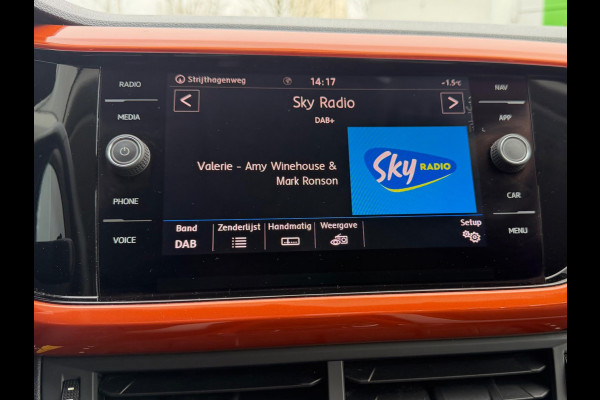 RADIO
MEDIA
PHONE
VOICE
Strijthagenweg 14:17 -1.5°C
< Sky Radio >
DAB+
Valerie - Amy Winehouse &
Mark Ronson
Sky RADIO
Band Zenderlijst Handmatig Weergave Setup
DAB
NAV
APP
CAR
MENU